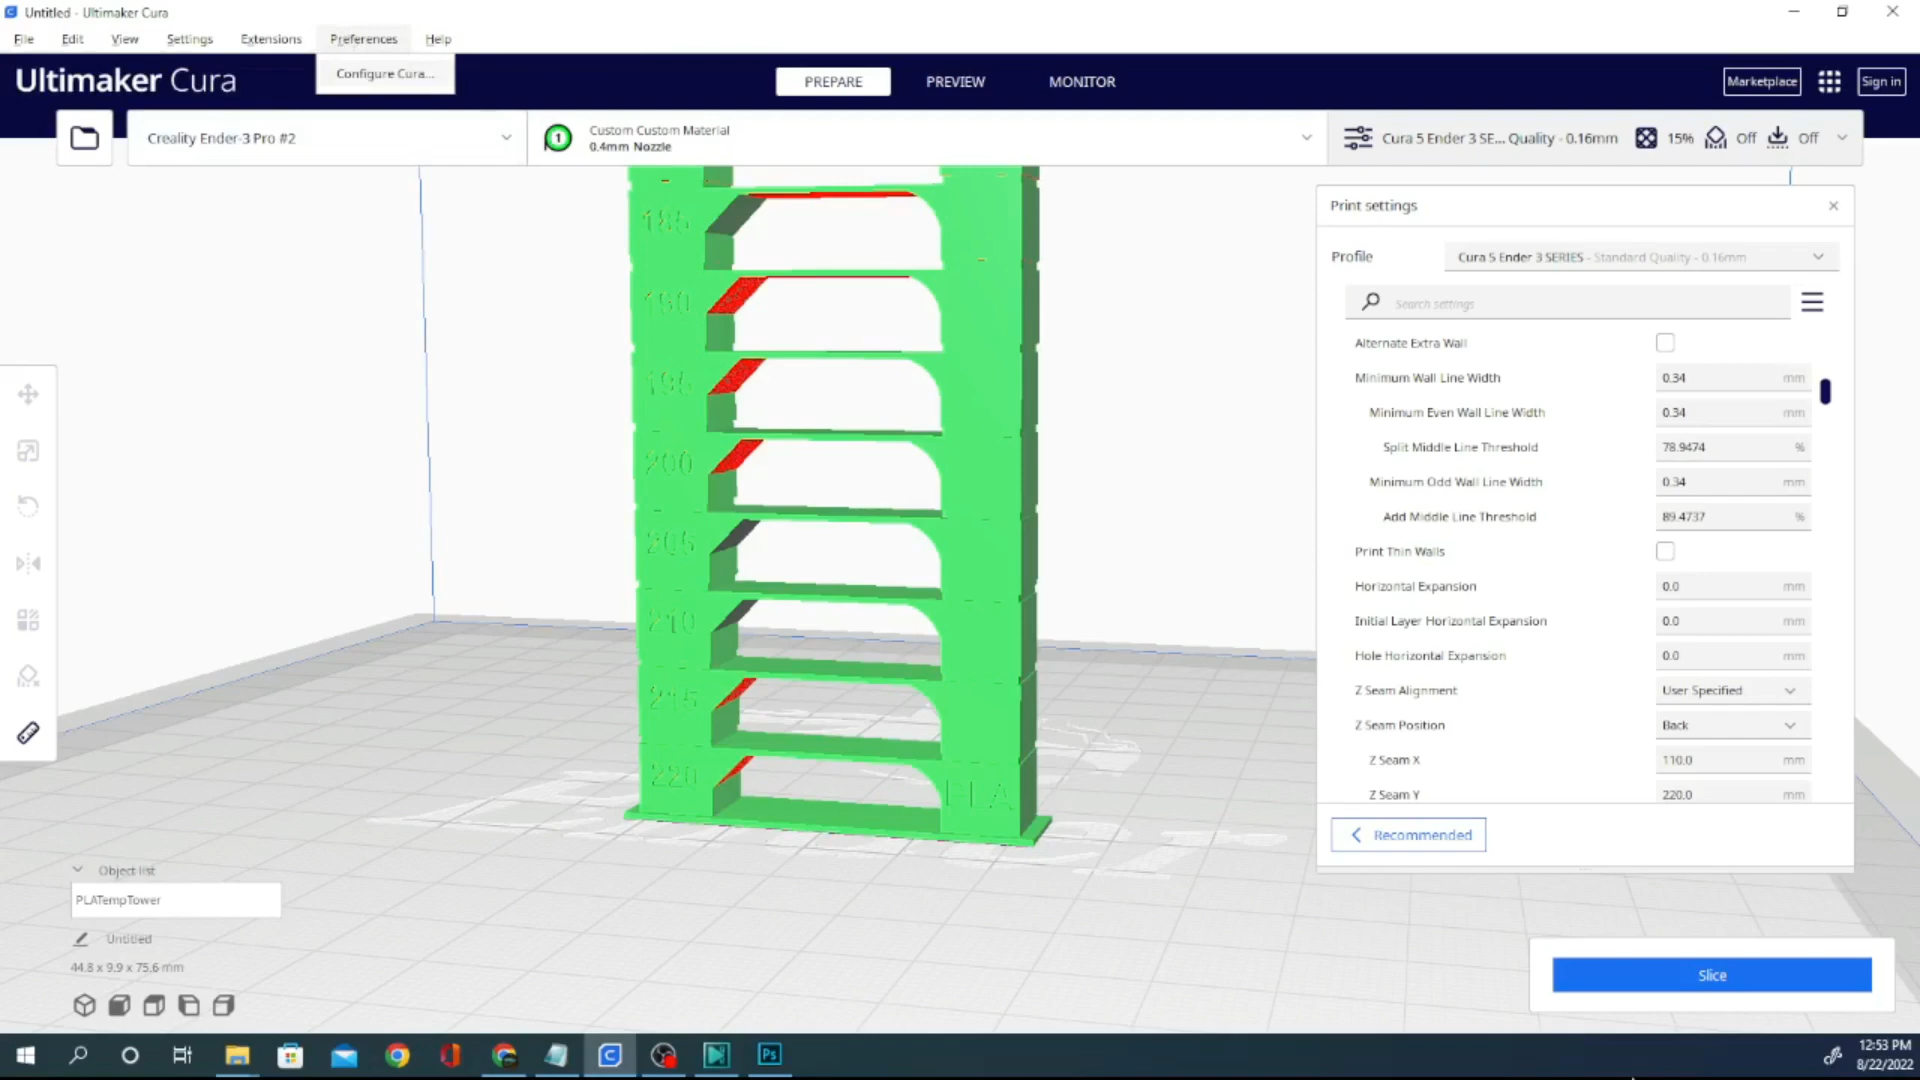 Untitled - Ultimaker Cura
File Edit View Settings Extensions Preferences Help
Configure Cura...
Ultimaker Cura
PREPARE PREVIEW MONITOR
Marketplace Sign in
Creality Ender-3 Pro #2
1
Custom Custom Material
0.4mm Nozzle
Cura 5 Ender 3 SE... Quality - 0.16mm 15% Off Off
Print settings
Profile Cura 5 Ender 3 SERIES - Standard Quality - 0.16mm
Search settings
Alternate Extra Wall
Minimum Wall Line Width 0.34 mm
Minimum Even Wall Line Width 0.34 mm
Split Middle Line Threshold 78.9474 %
Minimum Odd Wall Line Width 0.34 mm
Add Middle Line Threshold 89.4737 %
Print Thin Walls
Horizontal Expansion 0.0 mm
Initial Layer Horizontal Expansion 0.0 mm
Hole Horizontal Expansion 0.0 mm
Z Seam Alignment User Specified
Z Seam Position Back
Z Seam X 110.0 mm
Z Seam Y 220.0 mm
Recommended
185
190
195
200
205
210
215
220 PLA
Object list
PLATempTower
Untitled
44.8 x 9.9 x 75.6 mm
Slice
Ps
12:53 PM
8/22/2022